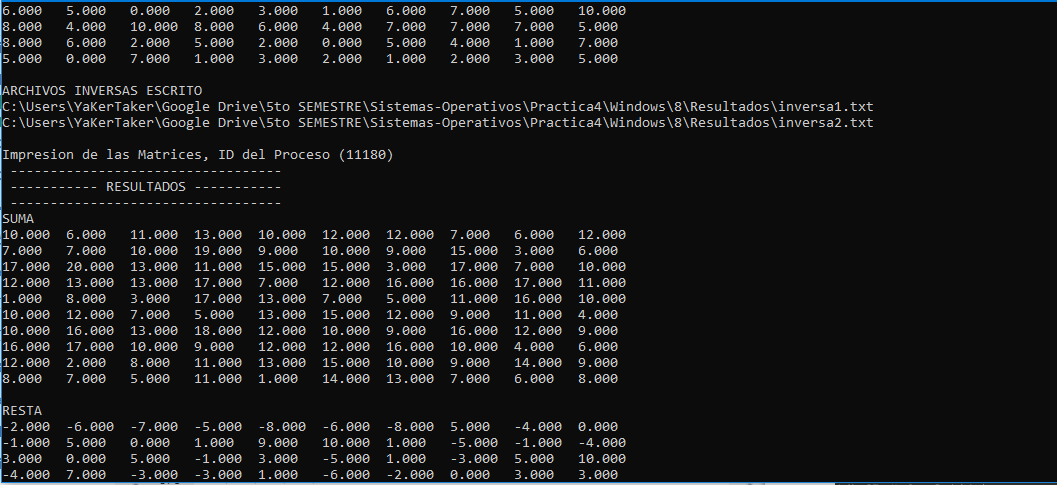 6.000 5.000 0.000 2.000 3.000 1.000 6.000 7.000 5.000 10.000
8.000 4.000 10.000 8.000 6.000 4.000 7.000 7.000 7.000 5.000
8.000 6.000 2.000 5.000 2.000 0.000 5.000 4.000 1.000 7.000
5.000 0.000 7.000 1.000 3.000 2.000 1.000 2.000 3.000 5.000
ARCHIVOS INVERSAS ESCRITO
C:\Users\YaKerTaker\Google Drive\5to SEMESTRE\Sistemas-Operativos\Practica4\Windows\8\Resultados\inversa1.txt
C:\Users\YaKerTaker\Google Drive\5to SEMESTRE\Sistemas-Operativos\Practica4\Windows\8\Resultados\inversa2.txt
Impresion de las Matrices, ID del Proceso (11180)
----------------------------------
----------- RESULTADOS -----------
----------------------------------
SUMA
10.000 6.000 11.000 13.000 10.000 12.000 12.000 7.000 6.000 12.000
7.000 7.000 10.000 19.000 9.000 10.000 9.000 15.000 3.000 6.000
17.000 20.000 13.000 11.000 15.000 15.000 3.000 17.000 7.000 10.000
12.000 13.000 13.000 17.000 7.000 12.000 16.000 16.000 17.000 11.000
1.000 8.000 3.000 17.000 13.000 7.000 5.000 11.000 16.000 10.000
10.000 12.000 7.000 5.000 13.000 15.000 12.000 9.000 11.000 4.000
10.000 16.000 13.000 18.000 12.000 10.000 9.000 16.000 12.000 9.000
16.000 17.000 10.000 9.000 12.000 12.000 16.000 10.000 4.000 6.000
12.000 2.000 8.000 11.000 13.000 15.000 10.000 9.000 14.000 9.000
8.000 7.000 5.000 11.000 1.000 14.000 13.000 7.000 6.000 8.000
RESTA
-2.000 -6.000 -7.000 -5.000 -8.000 -6.000 -8.000 5.000 -4.000 0.000
-1.000 5.000 0.000 1.000 9.000 10.000 1.000 -5.000 -1.000 -4.000
3.000 0.000 5.000 -1.000 3.000 -5.000 1.000 -3.000 5.000 10.000
-4.000 7.000 -3.000 -3.000 1.000 -6.000 -2.000 0.000 3.000 3.000